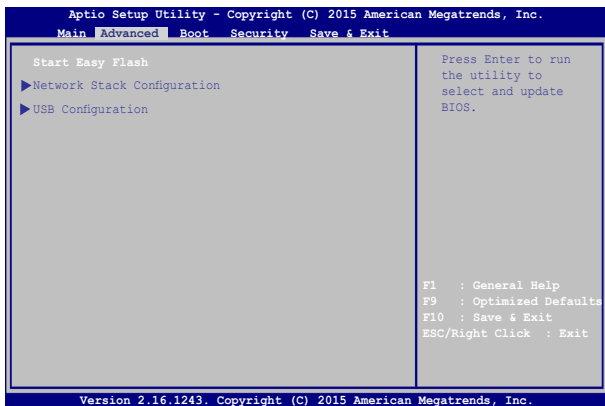 Aptio Setup Utility - Copyright (C) 2015 American Megatrends, Inc.
Main Advanced Boot Security Save & Exit
Start Easy Flash
Network Stack Configuration
USB Configuration
Press Enter to run
the utility to
select and update
BIOS.
F1 : General Help
F9 : Optimized Defaults
F10 : Save & Exit
ESC/Right Click : Exit
Version 2.16.1243. Copyright (C) 2015 American Megatrends, Inc.